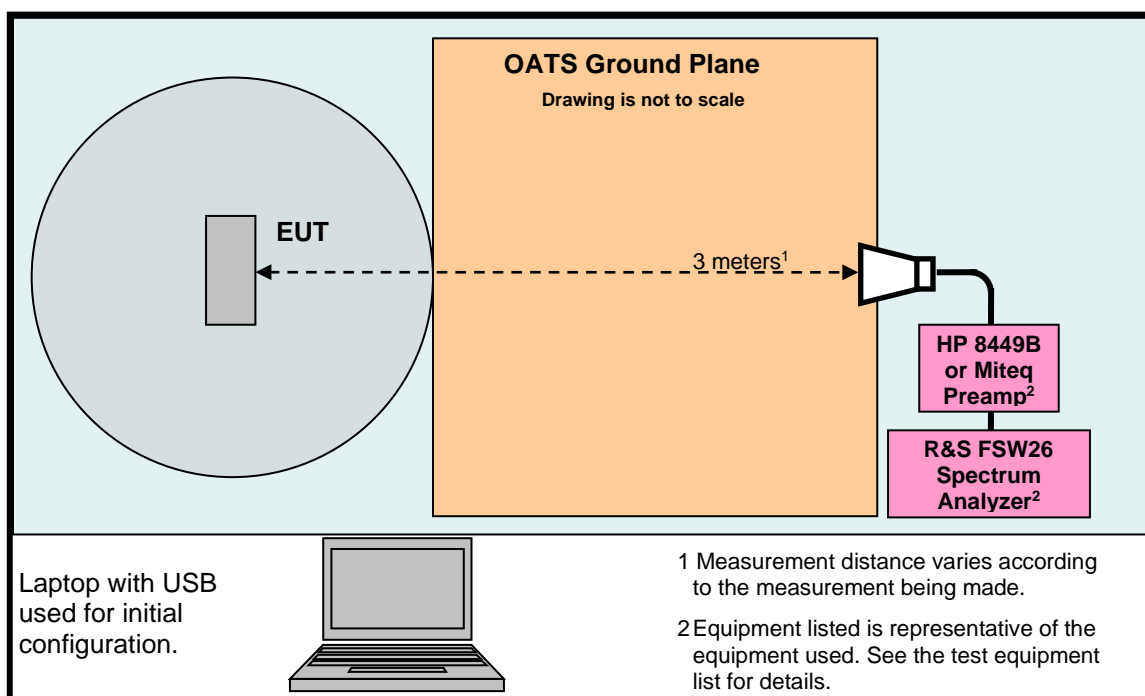 OATS Ground Plane
Drawing is not to scale
EUT
3 meters1
HP 8449B
or Miteq
Preamp2
R&S FSW26
Spectrum
Analyzer2
Laptop with USB
used for initial
configuration.
1 Measurement distance varies according
to the measurement being made.
2 Equipment listed is representative of the
equipment used. See the test equipment
list for details.